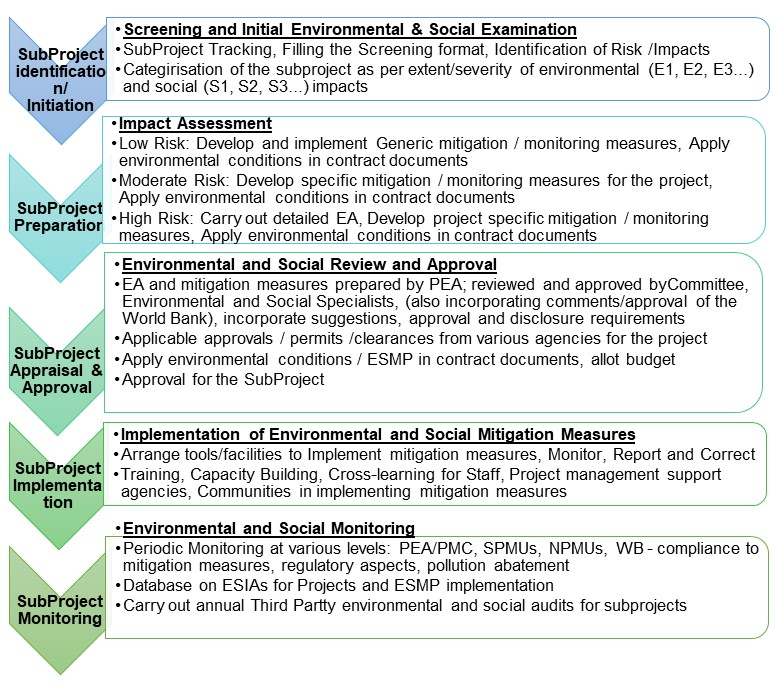 SubProject
identificatio
n/
Initiation
•Screening and Initial Environmental & Social Examination
•SubProject Tracking, Filling the Screening format, Identification of Risk /Impacts
•Categirisation of the subproject as per extent/severity of environmental (E1, E2, E3...)
and social (S1, S2, S3...) impacts
SubProject
Preparation
•Impact Assessment
•Low Risk: Develop and implement Generic mitigation / monitoring measures, Apply
environmental conditions in contract documents
•Moderate Risk: Develop specific mitigation / monitoring measures for the project,
Apply environmental conditions in contract documents
•High Risk: Carry out detailed EA, Develop project specific mitigation / monitoring
measures, Apply environmental conditions in contract documents
SubProject
Appraisal &
Approval
•Environmental and Social Review and Approval
•EA and mitigation measures prepared by PEA; reviewed and approved byCommittee,
Environmental and Social Specialists, (also incorporating comments/approval of the
World Bank), incorporate suggestions, approval and disclosure requirements
•Applicable approvals / permits /clearances from various agencies for the project
•Apply environmental conditions / ESMP in contract documents, allot budget
•Approval for the SubProject
SubProject
Implementa
tion
•Implementation of Environmental and Social Mitigation Measures
•Arrange tools/facilities to Implement mitigation measures, Monitor, Report and Correct
•Training, Capacity Building, Cross-learning for Staff, Project management support
agencies, Communities in implementing mitigation measures
SubProject
Monitoring
•Environmental and Social Monitoring
•Periodic Monitoring at various levels: PEA/PMC, SPMUs, NPMUs, WB - compliance to
mitigation measures, regulatory aspects, pollution abatement
•Database on ESIAs for Projects and ESMP implementation
•Carry out annual Third Partty environmental and social audits for subprojects